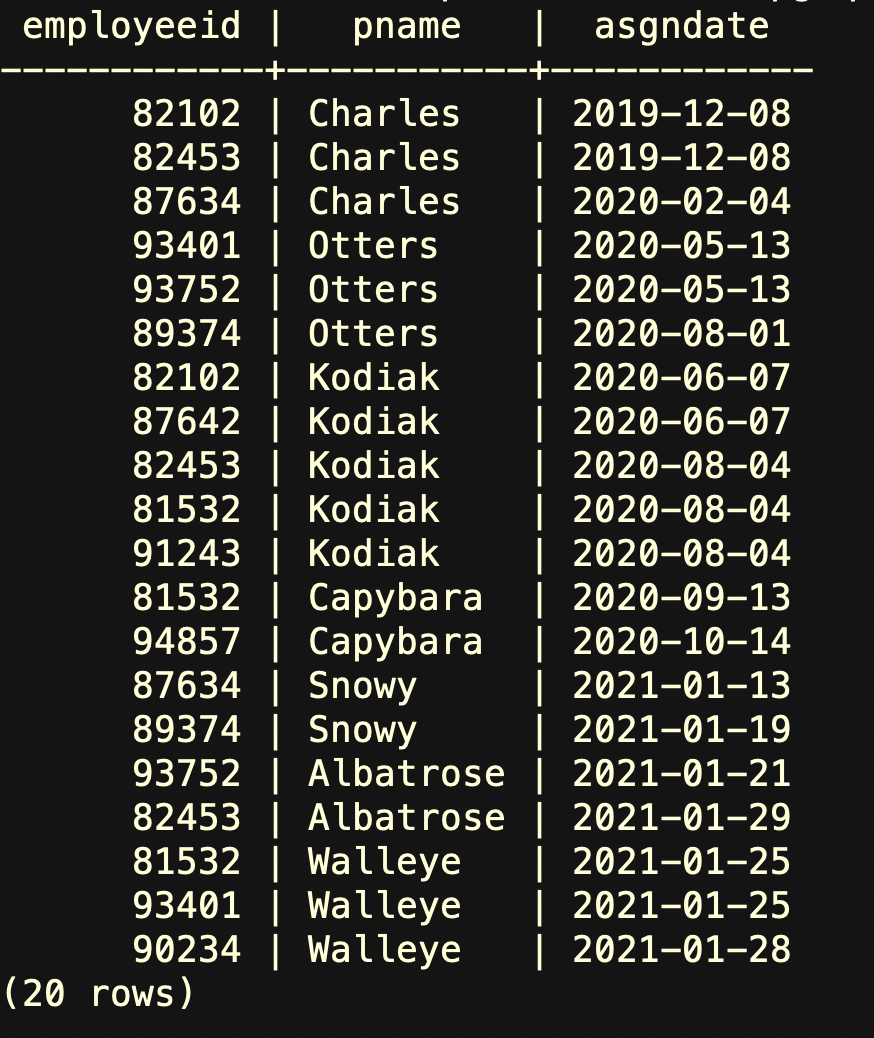 employeeid |   pname   |  asgndate
------------+-----------+------------
      82102 | Charles   | 2019-12-08
      82453 | Charles   | 2019-12-08
      87634 | Charles   | 2020-02-04
      93401 | Otters    | 2020-05-13
      93752 | Otters    | 2020-05-13
      89374 | Otters    | 2020-08-01
      82102 | Kodiak    | 2020-06-07
      87642 | Kodiak    | 2020-06-07
      82453 | Kodiak    | 2020-08-04
      81532 | Kodiak    | 2020-08-04
      91243 | Kodiak    | 2020-08-04
      81532 | Capybara  | 2020-09-13
      94857 | Capybara  | 2020-10-14
      87634 | Snowy     | 2021-01-13
      89374 | Snowy     | 2021-01-19
      93752 | Albatrose | 2021-01-21
      82453 | Albatrose | 2021-01-29
      81532 | Walleye   | 2021-01-25
      93401 | Walleye   | 2021-01-25
      90234 | Walleye   | 2021-01-28
(20 rows)